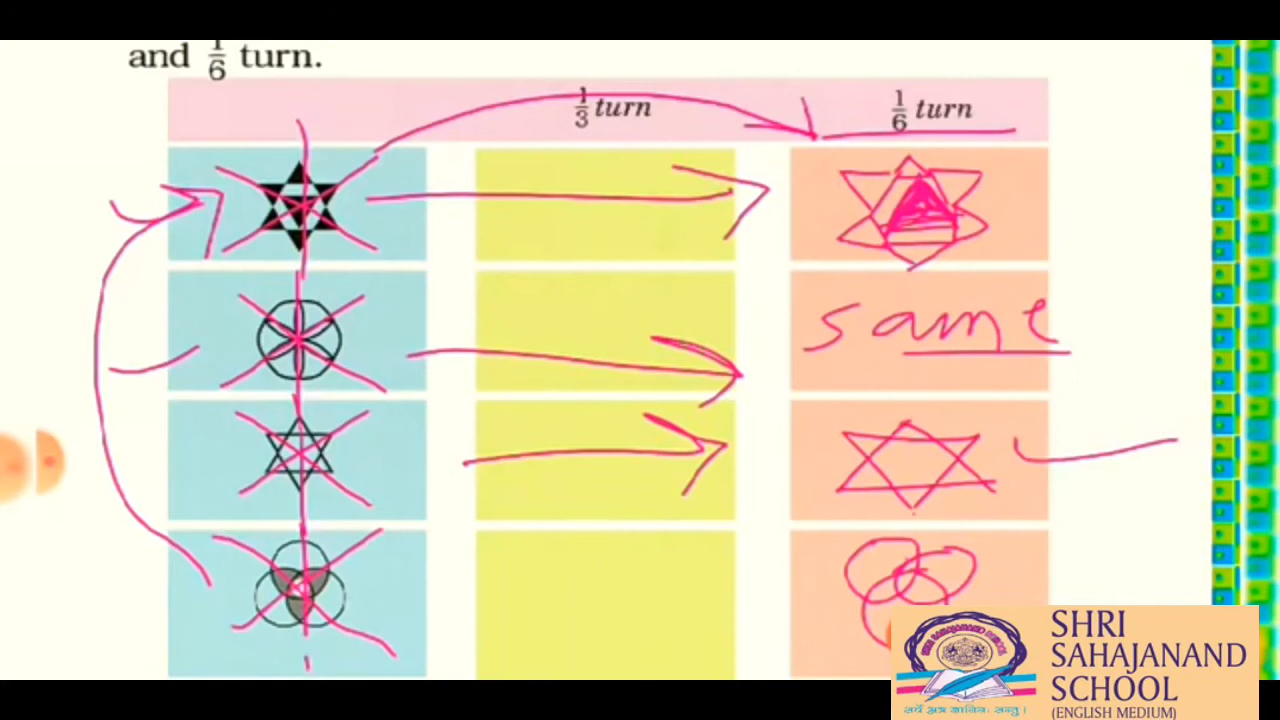 and 1/6 turn.
1/3 turn
1/6 turn
same
SHRI
SAHAJANAND
SCHOOL
(ENGLISH MEDIUM)